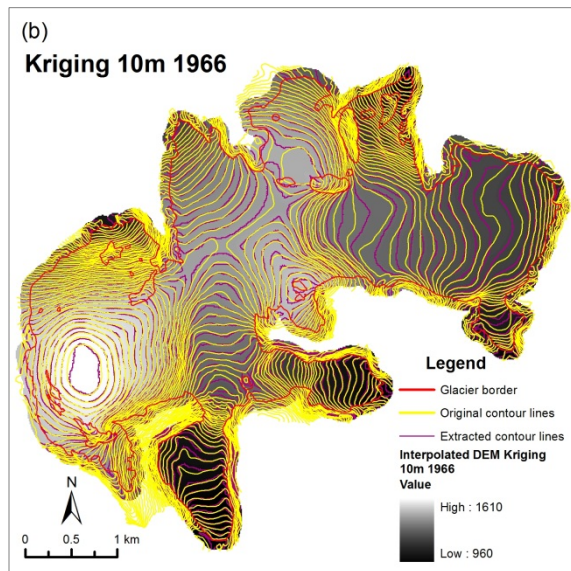 (b)
Kriging 10m 1966
Legend
Glacier border
Original contour lines
Extracted contour lines
Interpolated DEM Kriging
10m 1966
Value
High : 1610
Low : 960
N
0 0.5 1 km